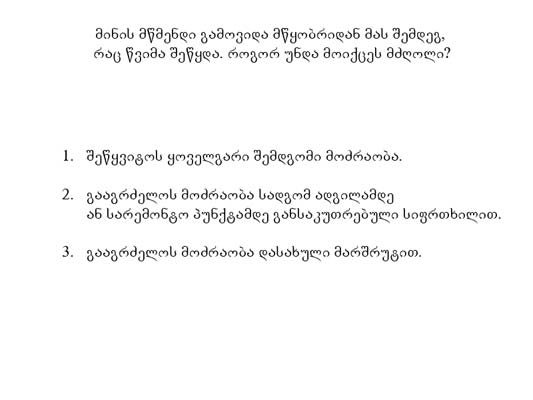 მინის მწმენდი გამოვიდა მწყობრიდან მას შემდეგ,
რაც წვიმა შეწყდა. როგორ უნდა მოიქცეს მძღოლი?
1. შეწყვიტოს ყოველგარი შემდგომი მოძრაობა.
2. გააგრძელოს მოძრაობა სადგომ ადგილამდე
ან სარემონტო პუნქტამდე განსაკუთრებული სიფრთხილით.
3. გააგრძელოს მოძრაობა დასახული მარშრუტით.